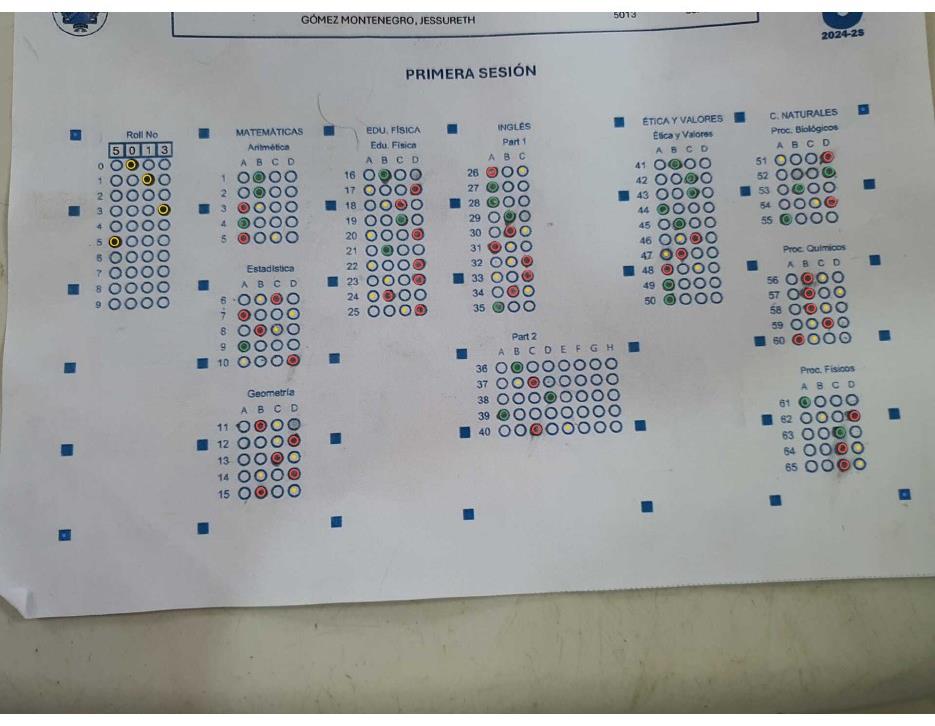 GÓMEZ MONTENEGRO, JESSURETH
5013
2024-25
PRIMERA SESIÓN
Roll No
5 0 1 3
0
1
2
3
4
5
6
7
8
9
MATEMÁTICAS
Aritmética
A B C D
1
2
3
4
5
Estadística
A B C D
6
7
8
9
10
Geometría
A B C D
11
12
13
14
15
EDU. FÍSICA
Edu. Física
A B C D
16
17
18
19
20
21
22
23
24
25
INGLÉS
Part 1
A B C
26
27
28
29
30
31
32
33
34
35
Part 2
A B C D E F G H
36
37
38
39
40
ÉTICA Y VALORES
Ética y Valores
A B C D
41
42
43
44
45
46
47
48
49
50
C. NATURALES
Proc. Biológicos
A B C D
51
52
53
54
55
Proc. Químicos
A B C D
56
57
58
59
60
Proc. Físicos
A B C D
61
62
63
64
65